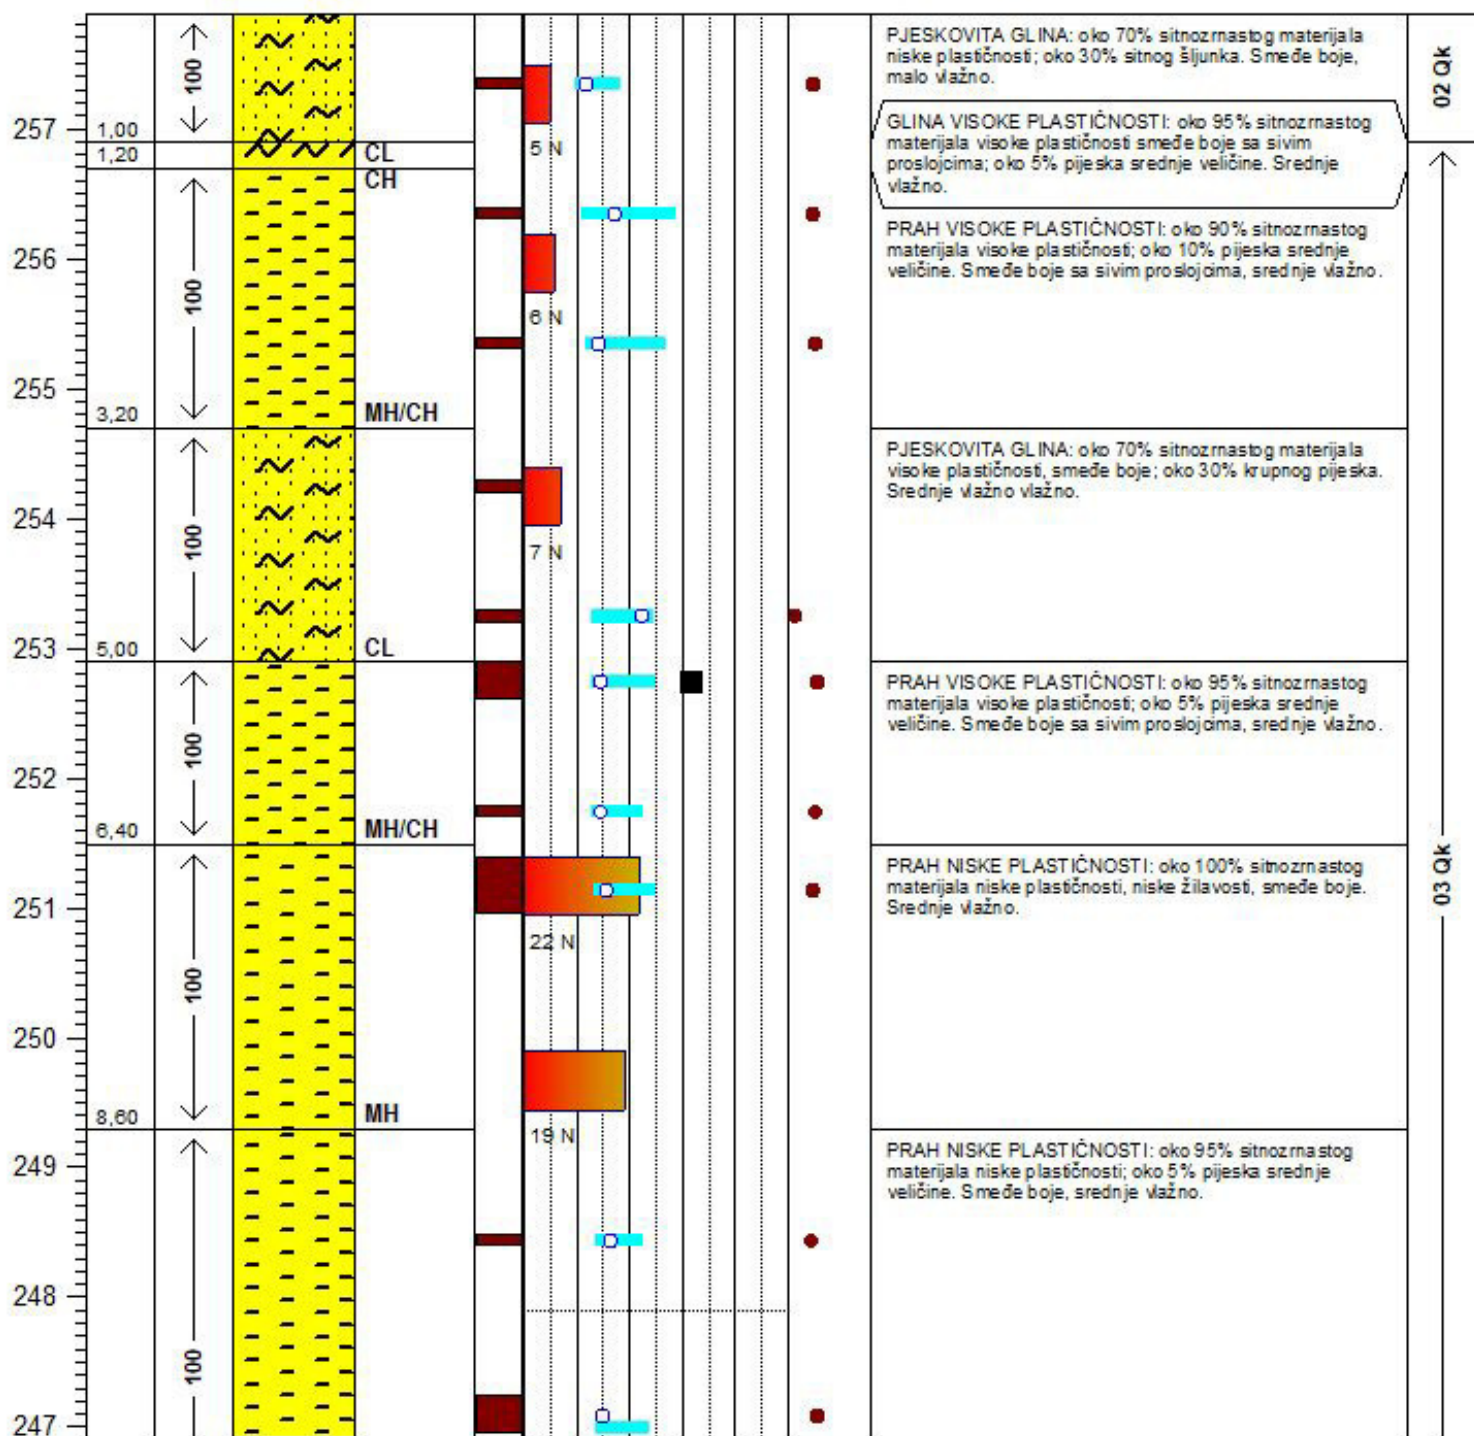 PJESKOVITA GLINA: oko 70% sitnozrnastog materijala
niske plastičnosti; oko 30% sitnog šljunka. Smeđe boje,
malo vlažno.
02 Qk
100
257
1,00
5 N
GLINA VISOKE PLASTIČNOSTI: oko 95% sitnozrnastog
materijala visoke plastičnosti smeđe boje sa sivim
proslojcima; oko 5% pijeska srednje veličine. Srednje
vlažno.
1,20
CL
CH
PRAH VISOKE PLASTIČNOSTI: oko 90% sitnozrnastog
materijala visoke plastičnosti; oko 10% pijeska srednje
veličine. Smeđe boje sa sivim proslojcima, srednje vlažno.
256
100
6 N
255
3,20
MH/CH
PJESKOVITA GLINA: oko 70% sitnozrnastog materijala
visoke plastičnosti, smeđe boje; oko 30% krupnog pijeska.
Srednje vlažno vlažno.
254
100
7 N
253
5,00
CL
PRAH VISOKE PLASTIČNOSTI: oko 95% sitnozrnastog
materijala visoke plastičnosti; oko 5% pijeska srednje
veličine. Smeđe boje sa sivim proslojcima, srednje vlažno.
100
252
6,40
MH/CH
PRAH NISKE PLASTIČNOSTI: oko 100% sitnozrnastog
materijala niske plastičnosti, niske žilavosti, smeđe boje.
Srednje vlažno.
03 Qk
251
22 N
100
250
8,60
MH
19 N
PRAH NISKE PLASTIČNOSTI: oko 95% sitnozrnastog
materijala niske plastičnosti; oko 5% pijeska srednje
veličine. Smeđe boje, srednje vlažno.
249
248
100
247